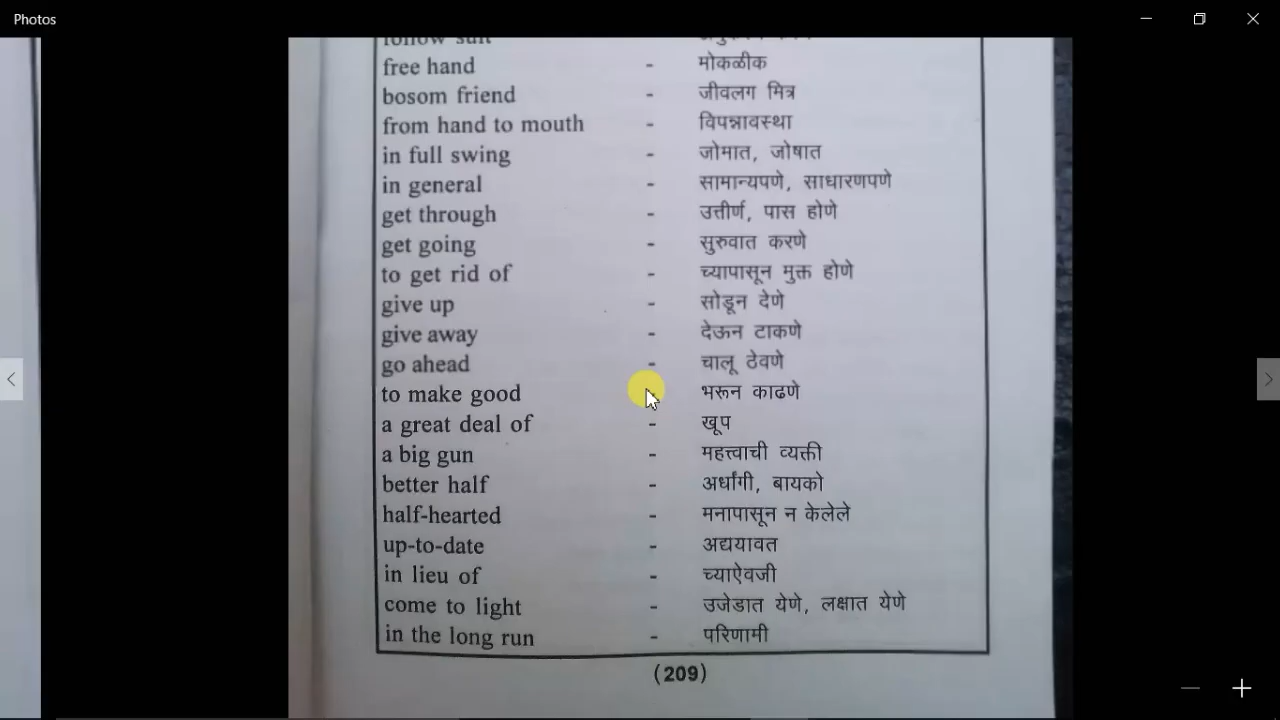 Photos
follow suit
free hand - मोकळीक
bosom friend - जीवलग मित्र
from hand to mouth - विपन्नावस्था
in full swing - जोमात, जोषात
in general - सामान्यपणे, साधारणपणे
get through - उत्तीर्ण, पास होणे
get going - सुरुवात करणे
to get rid of - च्यापासून मुक्त होणे
give up - सोडून देणे
give away - देऊन टाकणे
go ahead - चालू ठेवणे
to make good - भरून काढणे
a great deal of - खूप
a big gun - महत्त्वाची व्यक्ती
better half - अर्धांगी, बायको
half-hearted - मनापासून न केलेले
up-to-date - अद्ययावत
in lieu of - च्याऐवजी
come to light - उजेडात येणे, लक्षात येणे
in the long run - परिणामी
(209)